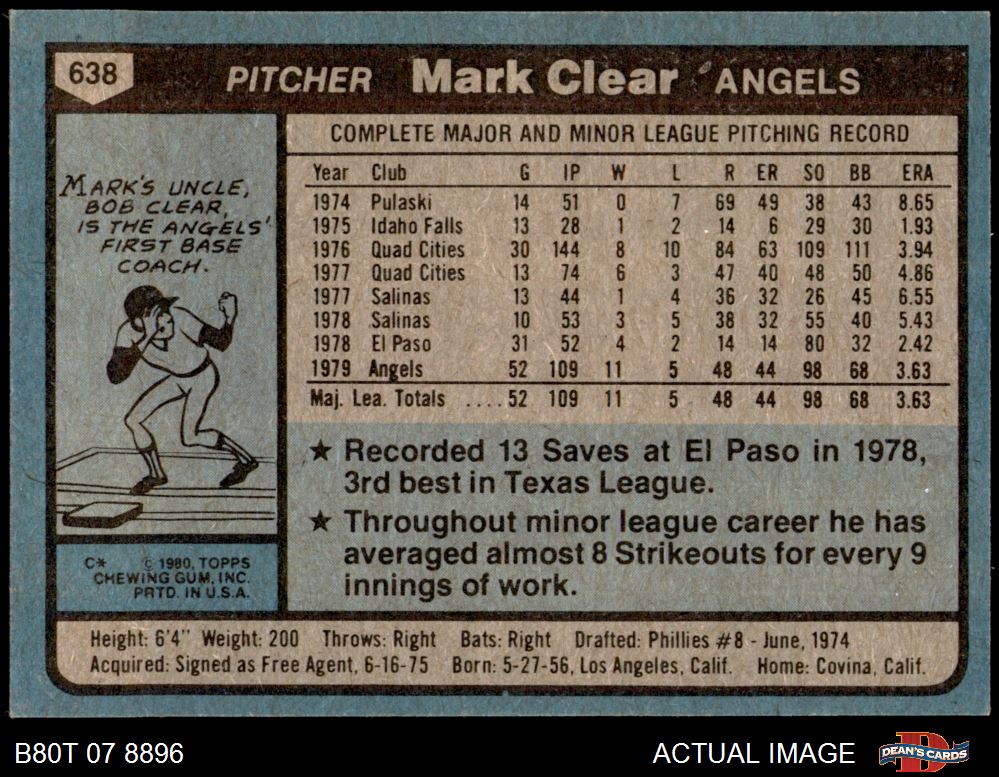 638 PITCHER Mark Clear ANGELS
MARK'S UNCLE,
BOB CLEAR,
IS THE ANGELS'
FIRST BASE
COACH.
C* © 1980, TOPPS
CHEWING GUM, INC.
PRTD. IN U.S.A.
COMPLETE MAJOR AND MINOR LEAGUE PITCHING RECORD
Year Club G IP W L R ER SO BB ERA
1974 Pulaski 14 51 0 7 69 49 38 43 8.65
1975 Idaho Falls 13 28 1 2 14 6 29 30 1.93
1976 Quad Cities 30 144 8 10 84 63 109 111 3.94
1977 Quad Cities 13 74 6 3 47 40 48 50 4.86
1977 Salinas 13 44 1 4 36 32 26 45 6.55
1978 Salinas 10 53 3 5 38 32 55 40 5.43
1978 El Paso 31 52 4 2 14 14 80 32 2.42
1979 Angels 52 109 11 5 48 44 98 68 3.63
Maj. Lea. Totals ....52 109 11 5 48 44 98 68 3.63
★ Recorded 13 Saves at El Paso in 1978,
3rd best in Texas League.
★ Throughout minor league career he has
averaged almost 8 Strikeouts for every 9
innings of work.
Height: 6'4" Weight: 200 Throws: Right Bats: Right Drafted: Phillies #8 - June, 1974
Acquired: Signed as Free Agent, 6-16-75 Born: 5-27-56, Los Angeles, Calif. Home: Covina, Calif.
B80T 07 8896 ACTUAL IMAGE DEAN'S CARDS